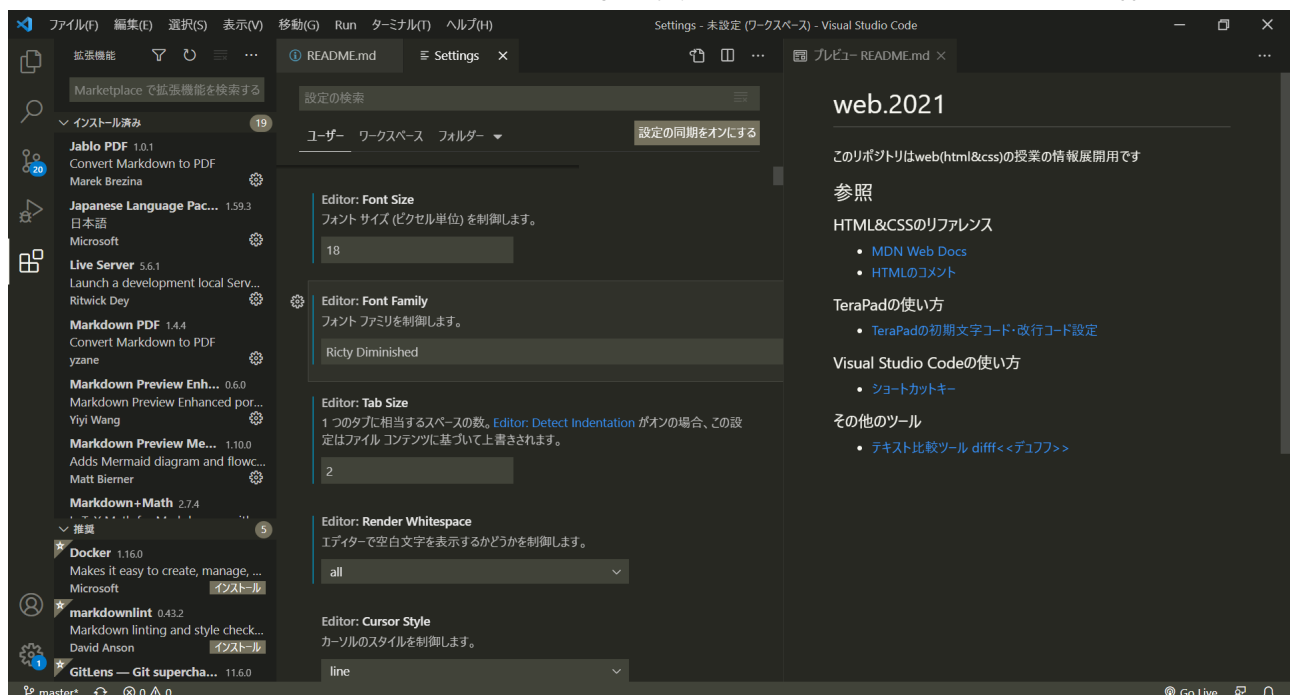 ファイル(F) 編集(E) 選択(S) 表示(V) 移動(G) Run ターミナル(T) ヘルプ(H)
Settings - 未設定 (ワークスペース) - Visual Studio Code
拡張機能
Marketplace で拡張機能を検索する
インストール済み 19
Jablo PDF 1.0.1
Convert Markdown to PDF
Marek Brezina
Japanese Language Pac... 1.59.3
日本語
Microsoft
Live Server 5.6.1
Launch a development local Serv...
Ritwick Dey
Markdown PDF 1.4.4
Convert Markdown to PDF
yzane
Markdown Preview Enh... 0.6.0
Markdown Preview Enhanced por...
Yiyi Wang
Markdown Preview Me... 1.10.0
Adds Mermaid diagram and flowc...
Matt Bierner
Markdown+Math 2.7.4
推奨 5
Docker 1.16.0
Makes it easy to create, manage, ...
Microsoft インストール
markdownlint 0.43.2
Markdown linting and style check...
David Anson インストール
GitLens — Git supercha... 11.6.0
20
1
README.md
Settings
設定の検索
ユーザー ワークスペース フォルダー
設定の同期をオンにする
Editor: Font Size
フォント サイズ (ピクセル単位) を制御します。
18
Editor: Font Family
フォント ファミリを制御します。
Ricty Diminished
Editor: Tab Size
1 つのタブに相当するスペースの数。Editor: Detect Indentation がオンの場合、この設
定はファイル コンテンツに基づいて上書きされます。
2
Editor: Render Whitespace
エディターで空白文字を表示するかどうかを制御します。
all
Editor: Cursor Style
カーソルのスタイルを制御します。
line
プレビュー README.md
web.2021
このリポジトリはweb(html&css)の授業の情報展開用です
参照
HTML&CSSのリファレンス
MDN Web Docs
HTMLのコメント
TeraPadの使い方
TeraPadの初期文字コード・改行コード設定
Visual Studio Codeの使い方
ショートカットキー
その他のツール
テキスト比較ツール difff<<デュフフ>>
master* 0 0
Go Live